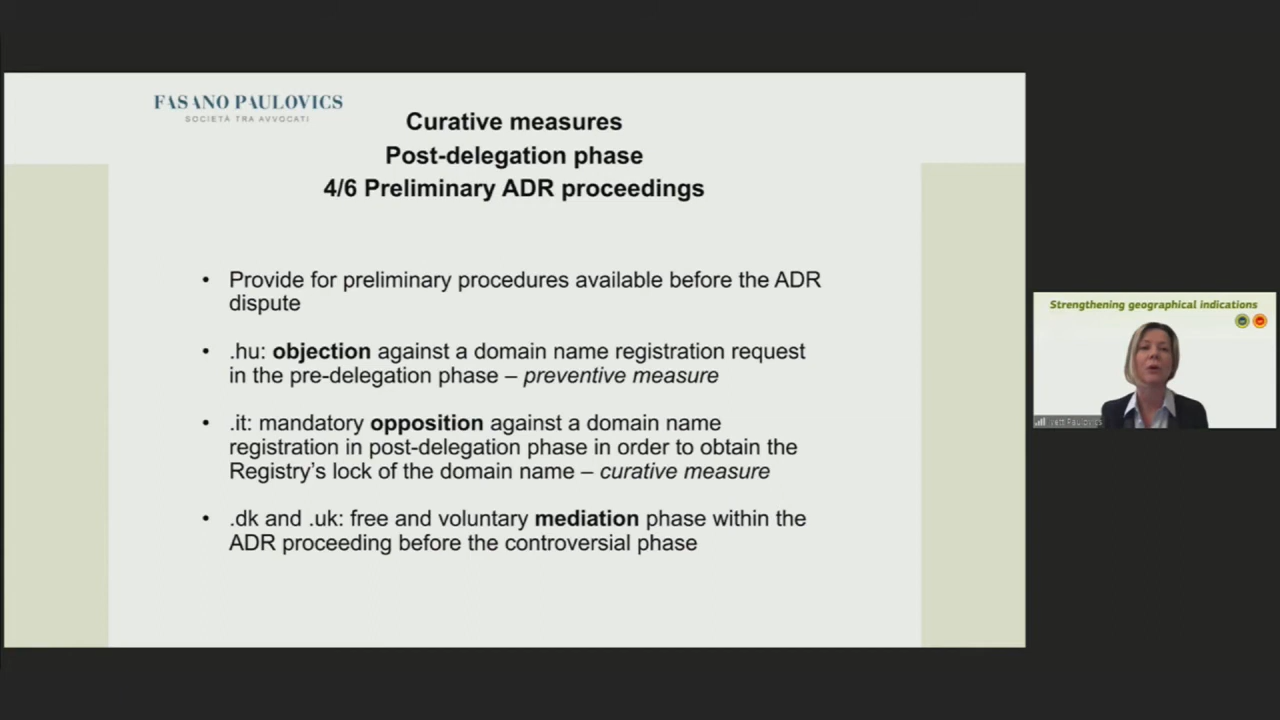 FASANO PAULOVICS
SOCIETÀ TRA AVVOCATI
Curative measures
Post-delegation phase
4/6 Preliminary ADR proceedings
• Provide for preliminary procedures available before the ADR
dispute
• .hu: objection against a domain name registration request
in the pre-delegation phase – preventive measure
• .it: mandatory opposition against a domain name
registration in post-delegation phase in order to obtain the
Registry's lock of the domain name – curative measure
• .dk and .uk: free and voluntary mediation phase within the
ADR proceeding before the controversial phase
Strengthening geographical indications
Paulovics